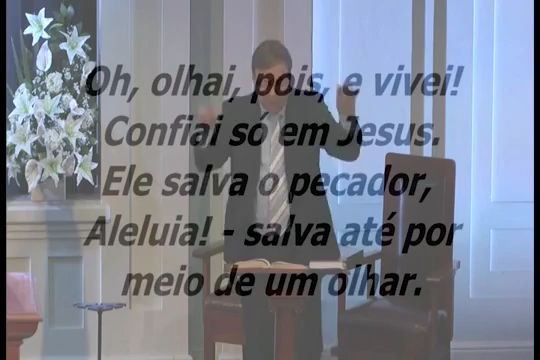 Oh, olhai, pois, e vivei!
Confiai só em Jesus.
Ele salva o pecador,
Aleluia! - salva até por
meio de um olhar.